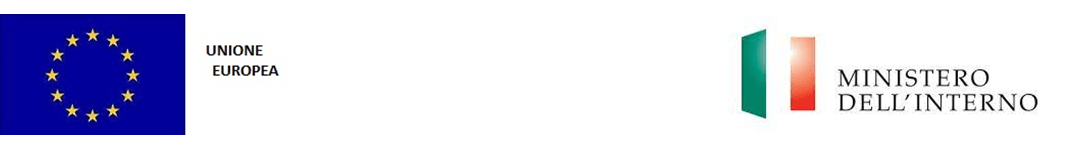 UNIONE
EUROPEA
MINISTERO
DELL'INTERNO